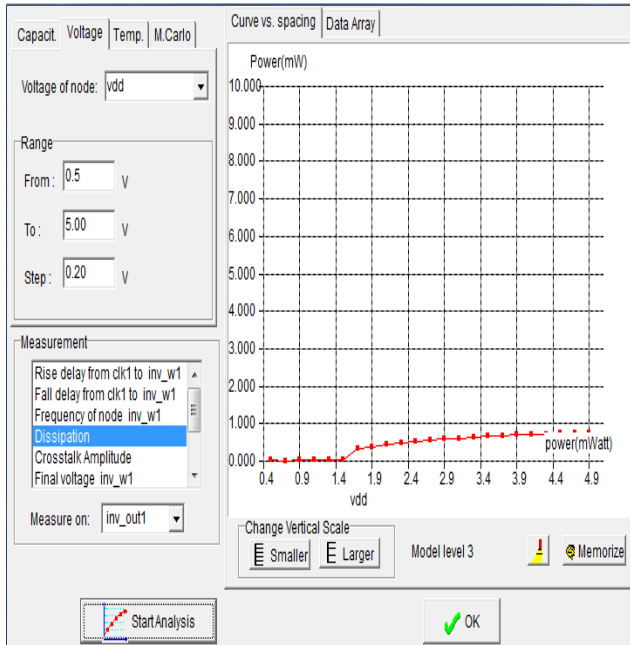 Capacit. Voltage Temp. M.Carlo
Voltage of node: vdd
Range
From : 0.5 V
To : 5.00 V
Step : 0.20 V
Measurement
Rise delay from clk1 to inv_w1
Fall delay from clk1 to inv_w1
Frequency of node inv_w1
Dissipation
Crosstalk Amplitude
Final voltage inv_w1
Measure on: inv_out1
Start Analysis
Curve vs. spacing Data Array
Power(mW)
10.000
9.000
8.000
7.000
6.000
5.000
4.000
3.000
2.000
1.000
0.000
power(mWatt)
0.4 0.9 1.4 1.9 2.4 2.9 3.4 3.9 4.4 4.9
vdd
Change Vertical Scale
Smaller Larger
Model level 3
Memorize
OK